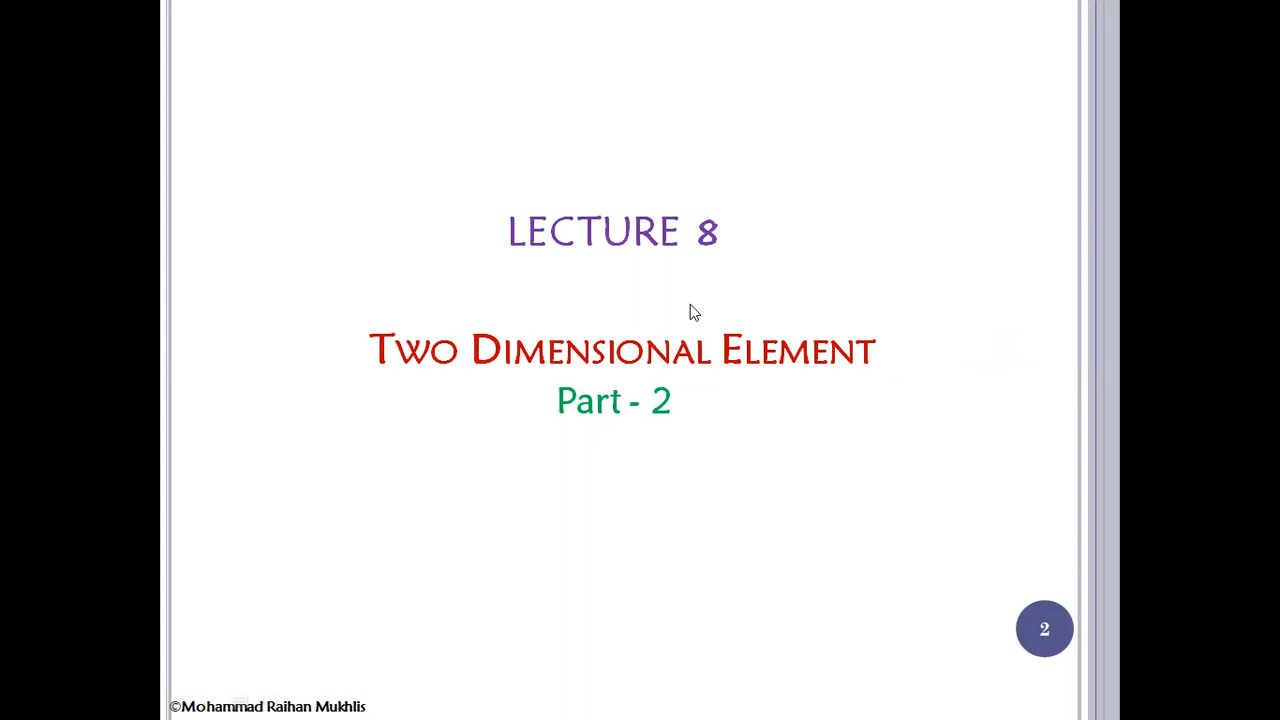 LECTURE 8
TWO DIMENSIONAL ELEMENT
Part - 2
2
©Mohammad Raihan Mukhlis